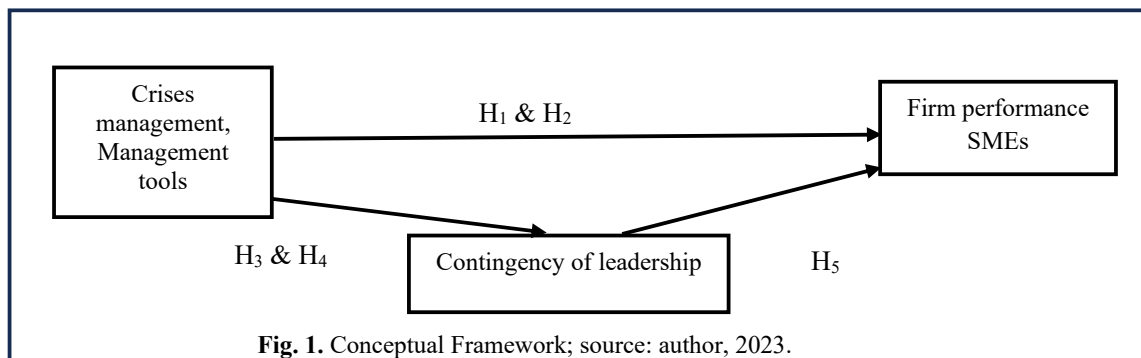 Crises
management,
Management
tools
H₁ & H₂
Firm performance
SMEs
H₃ & H₄
Contingency of leadership
H₅
Fig. 1. Conceptual Framework; source: author, 2023.